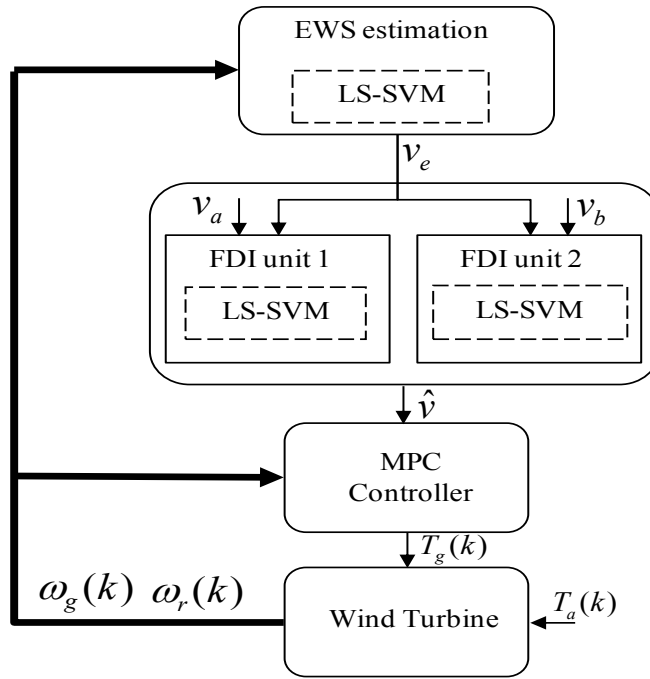 EWS estimation
LS-SVM
v_e
v_a v_b
FDI unit 1 FDI unit 2
LS-SVM LS-SVM
v̂
MPC
Controller
T_g(k)
ω_g(k) ω_r(k) Wind Turbine T_a(k)